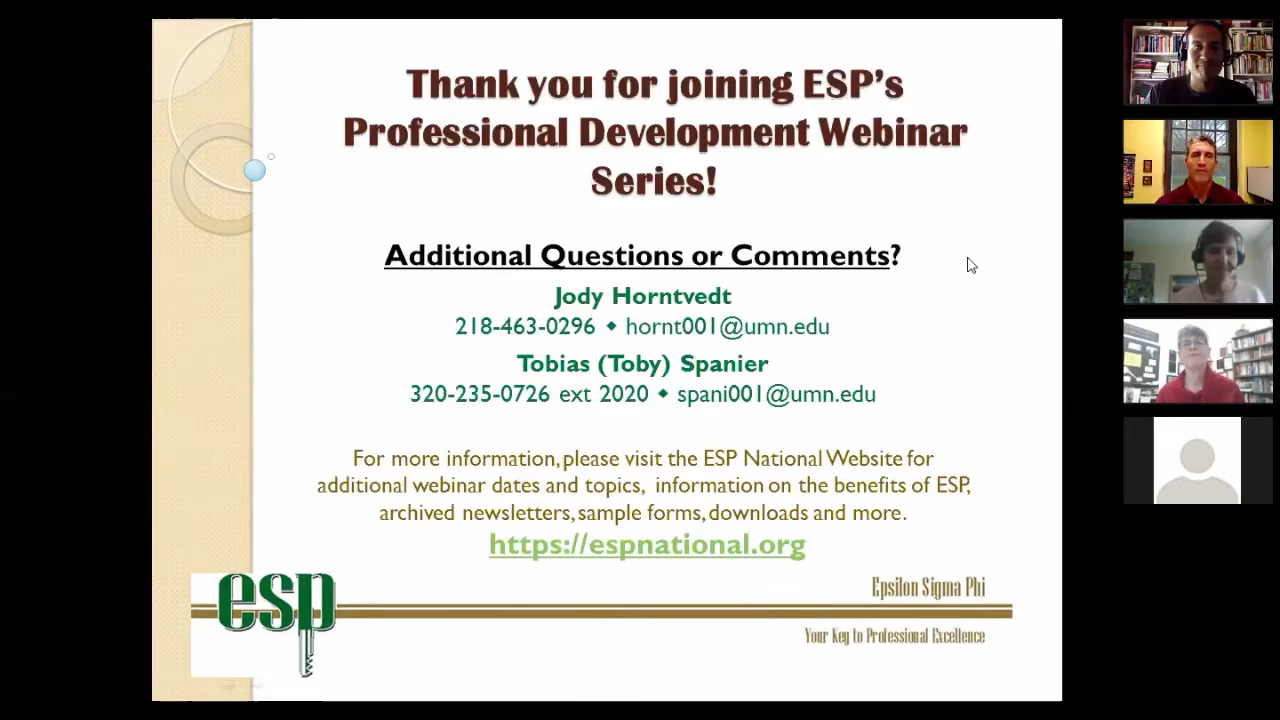 Thank you for joining ESP's
Professional Development Webinar
Series!
Additional Questions or Comments?
Jody Horntvedt
218-463-0296 ◆ hornt001@umn.edu
Tobias (Toby) Spanier
320-235-0726 ext 2020 ◆ spani001@umn.edu
For more information, please visit the ESP National Website for
additional webinar dates and topics, information on the benefits of ESP,
archived newsletters, sample forms, downloads and more.
https://espnational.org
esp
Epsilon Sigma Phi
Your Key to Professional Excellence